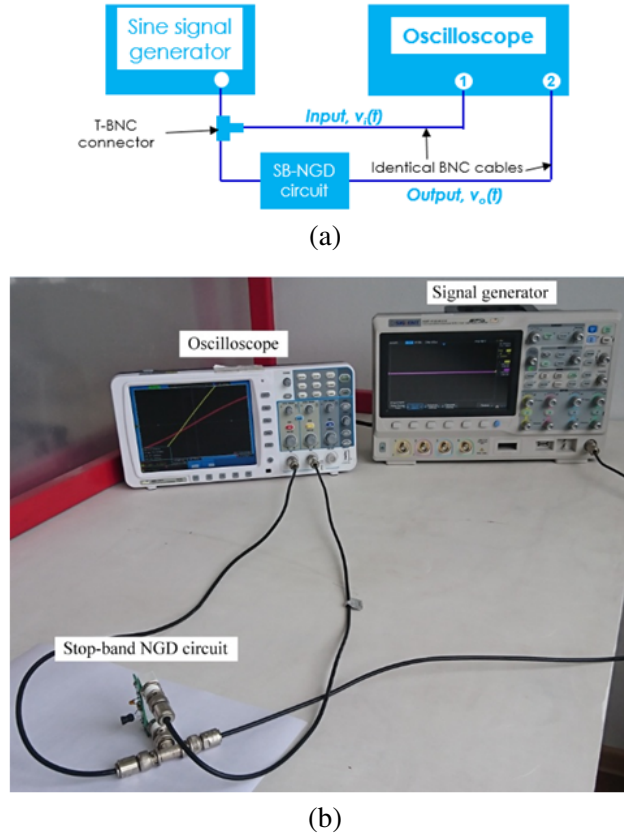 Sine signal
generator
Oscilloscope
1
2
T-BNC
connector
Input, vi(t)
Identical BNC cables
SB-NGD
circuit
Output, vo(t)
(a)
Signal generator
Oscilloscope
Stop-band NGD circuit
(b)